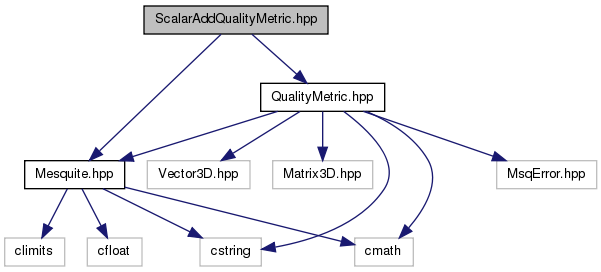 ScalarAddQualityMetric.hpp
QualityMetric.hpp
Mesquite.hpp
Vector3D.hpp
Matrix3D.hpp
MsqError.hpp
climits
cfloat
cstring
cmath